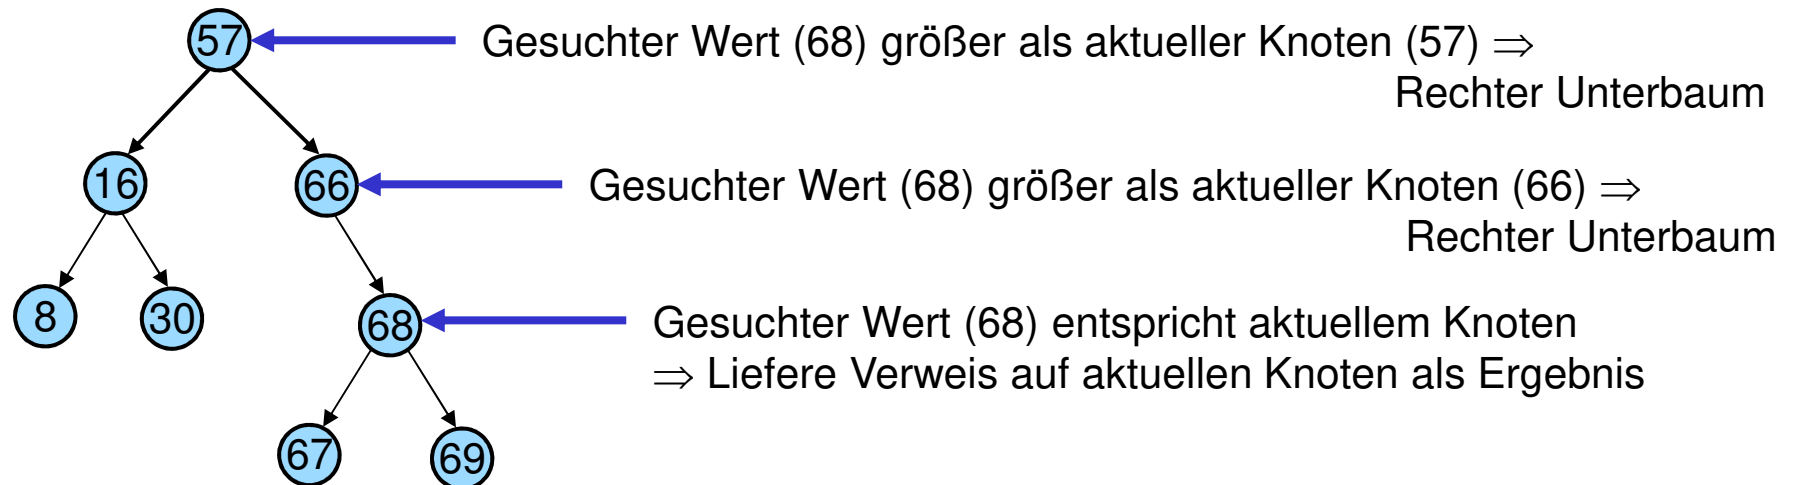 57
Gesuchter Wert (68) größer als aktueller Knoten (57) ⇒
Rechter Unterbaum
16
66
Gesuchter Wert (68) größer als aktueller Knoten (66) ⇒
Rechter Unterbaum
8
30
68
Gesuchter Wert (68) entspricht aktuellem Knoten
⇒ Liefere Verweis auf aktuellen Knoten als Ergebnis
67
69